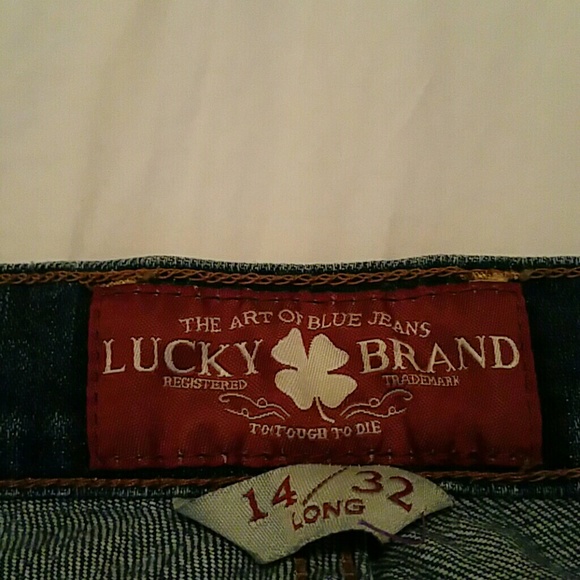 THE ART OF BLUE JEANS
LUCKY BRAND
REGISTERED TRADEMARK
TO TOUGH TO DIE
14/32
LONG